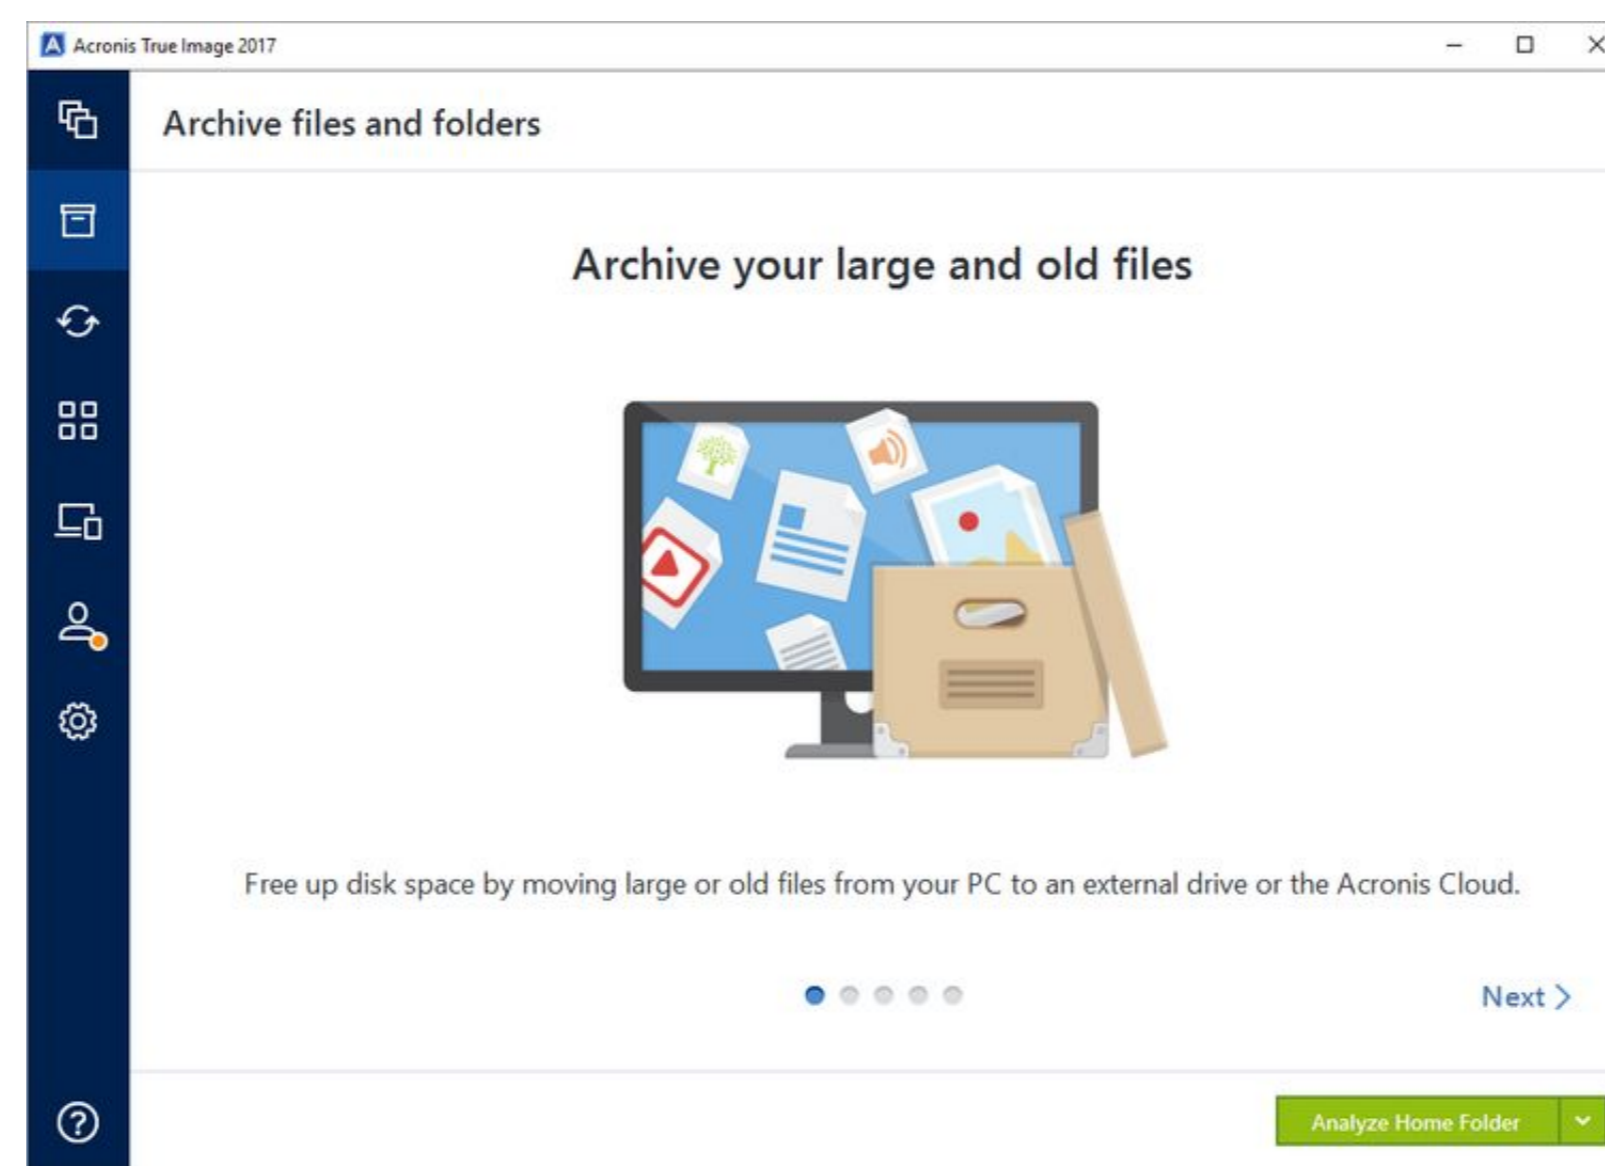 Acronis True Image 2017
Archive files and folders
Archive your large and old files
Free up disk space by moving large or old files from your PC to an external drive or the Acronis Cloud.
Next
Analyze Home Folder